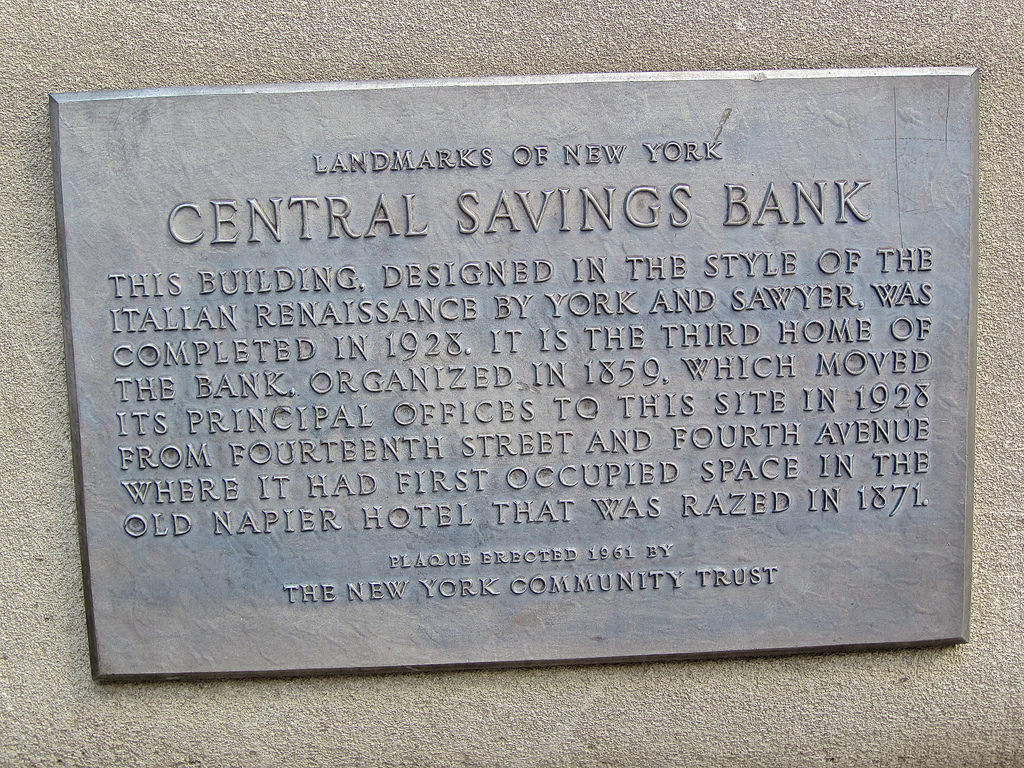 LANDMARKS OF NEW YORK
CENTRAL SAVINGS BANK
THIS BUILDING, DESIGNED IN THE STYLE OF THE
ITALIAN RENAISSANCE BY YORK AND SAWYER, WAS
COMPLETED IN 1928. IT IS THE THIRD HOME OF
THE BANK, ORGANIZED IN 1859, WHICH MOVED
ITS PRINCIPAL OFFICES TO THIS SITE IN 1928
FROM FOURTEENTH STREET AND FOURTH AVENUE
WHERE IT HAD FIRST OCCUPIED SPACE IN THE
OLD NAPIER HOTEL THAT WAS RAZED IN 1871.
PLAQUE ERECTED 1961 BY
THE NEW YORK COMMUNITY TRUST